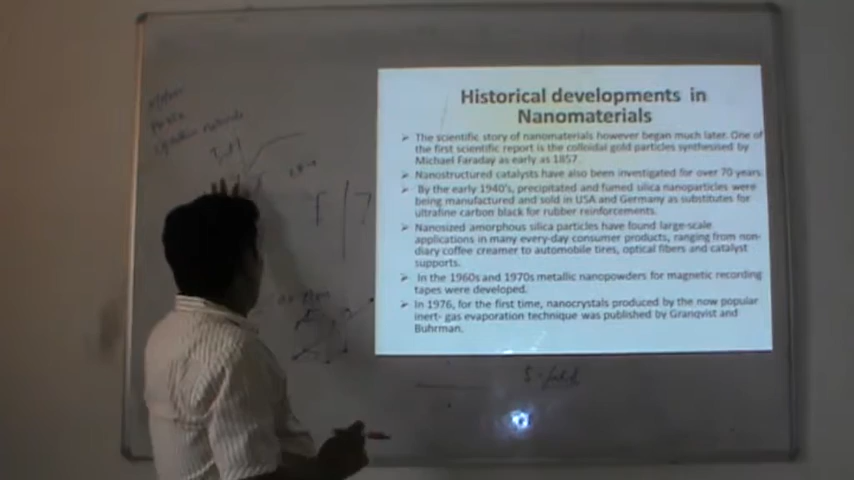 Historical developments in
Nanomaterials
➢ The scientific story of nanomaterials however began much later. One of
the first scientific report is the colloidal gold particles synthesised by
Michael Faraday as early as 1857.
➢ Nanostructured catalysts have also been investigated for over 70 years.
➢ By the early 1940's, precipitated and fumed silica nanoparticles were
being manufactured and sold in USA and Germany as substitutes for
ultrafine carbon black for rubber reinforcements.
➢ Nanosized amorphous silica particles have found large-scale
applications in many every-day consumer products, ranging from non-
diary coffee creamer to automobile tires, optical fibers and catalyst
supports.
➢ In the 1960s and 1970s metallic nanopowders for magnetic recording
tapes were developed.
➢ In 1976, for the first time, nanocrystals produced by the now popular
inert- gas evaporation technique was published by Granqvist and
Buhrman.